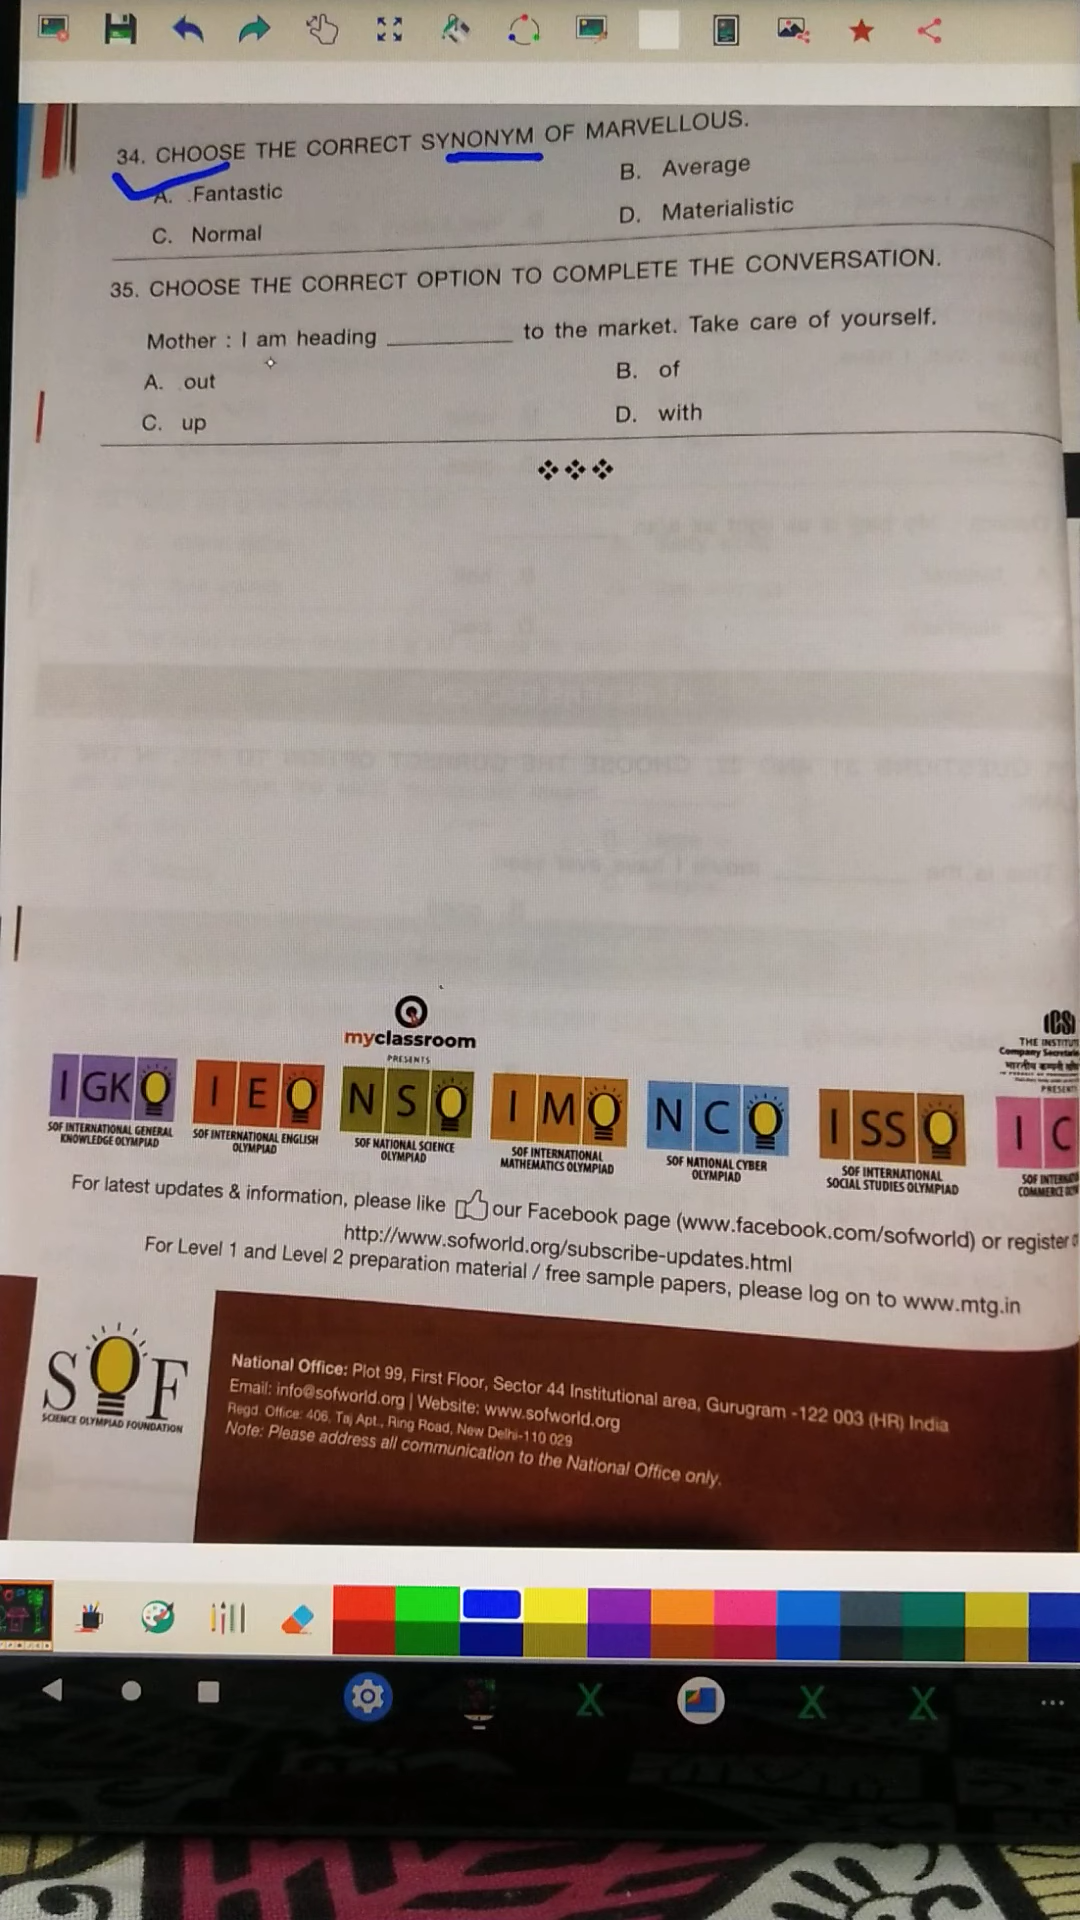 34. CHOOSE THE CORRECT SYNONYM OF MARVELLOUS.
A. Fantastic
B. Average
C. Normal
D. Materialistic
35. CHOOSE THE CORRECT OPTION TO COMPLETE THE CONVERSATION.
Mother : I am heading __________ to the market. Take care of yourself.
A. out
B. of
C. up
D. with
myclassroom
PRESENTS
IGKO
SOF INTERNATIONAL GENERAL
KNOWLEDGE OLYMPIAD
IEO
SOF INTERNATIONAL ENGLISH
OLYMPIAD
NSO
SOF NATIONAL SCIENCE
OLYMPIAD
IMO
SOF INTERNATIONAL
MATHEMATICS OLYMPIAD
NCO
SOF NATIONAL CYBER
OLYMPIAD
ISSO
SOF INTERNATIONAL
SOCIAL STUDIES OLYMPIAD
THE INSTITUT
Company Secretarie
PRESENT
I C
SOF INTERNA
For latest updates & information, please like our Facebook page (www.facebook.com/sofworld) or register
http://www.sofworld.org/subscribe-updates.html
For Level 1 and Level 2 preparation material / free sample papers, please log on to www.mtg.in
SOF
SCIENCE OLYMPIAD FOUNDATION
National Office: Plot 99, First Floor, Sector 44 Institutional area, Gurugram -122 003 (HR) India
Email: info@sofworld.org | Website: www.sofworld.org
Regd. Office: 406, Taj Apt., Ring Road, New Delhi-110 029
Note: Please address all communication to the National Office only.